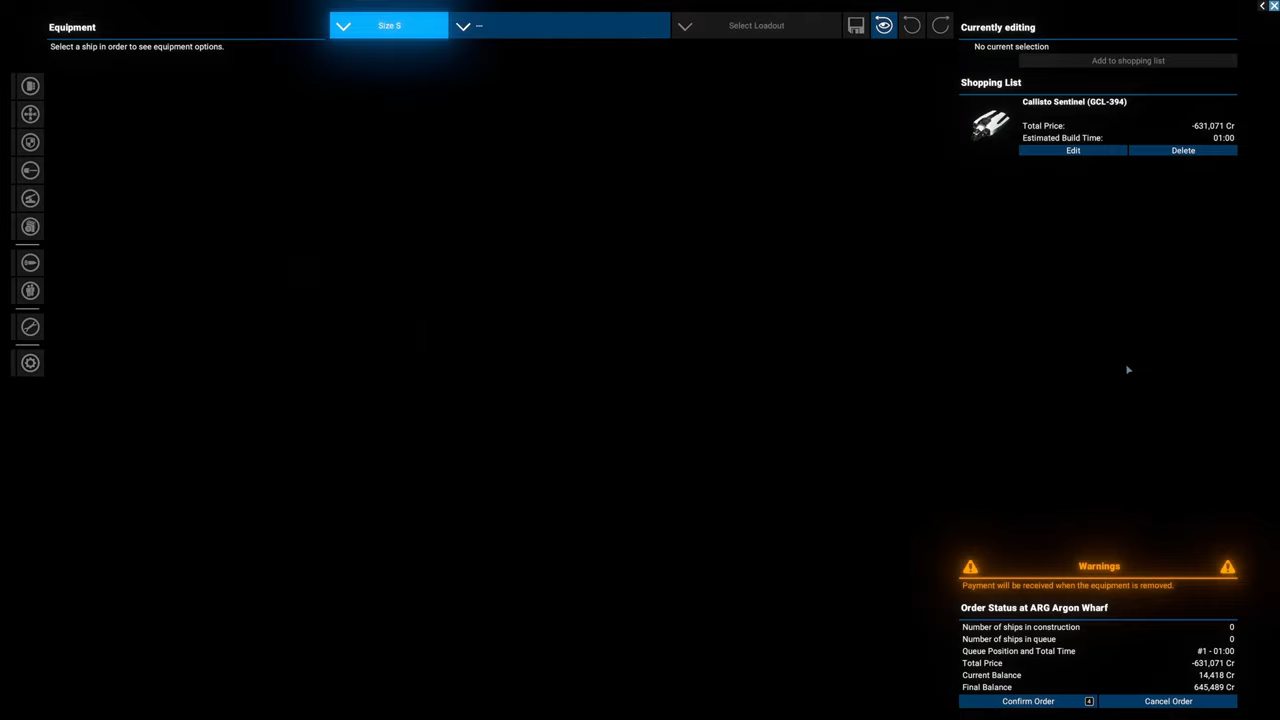 Equipment
Select a ship in order to see equipment options.
Size S
–
Select Loadout
Currently editing
No current selection
Add to shopping list
Shopping List
Callisto Sentinel (GCL-394)
Total Price: -631,071 Cr
Estimated Build Time: 01:00
Edit Delete
Warnings
Payment will be received when the equipment is removed.
Order Status at ARG Argon Wharf
Number of ships in construction 0
Number of ships in queue 0
Queue Position and Total Time #1 - 01:00
Total Price -631,071 Cr
Current Balance 14,418 Cr
Final Balance 645,489 Cr
Confirm Order 4 Cancel Order